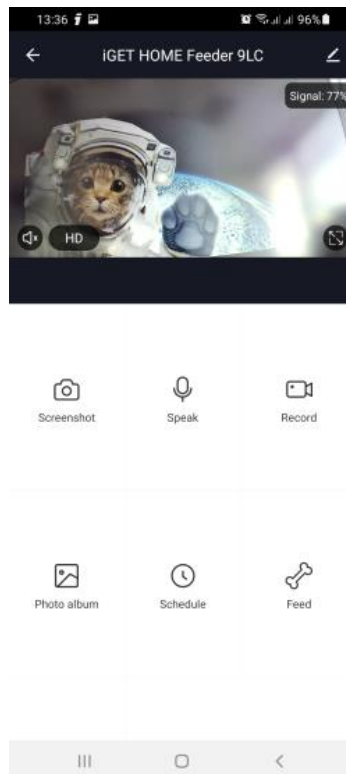 13:36 96%
iGET HOME Feeder 9LC
Signal: 77%
HD
Screenshot Speak Record
Photo album Schedule Feed